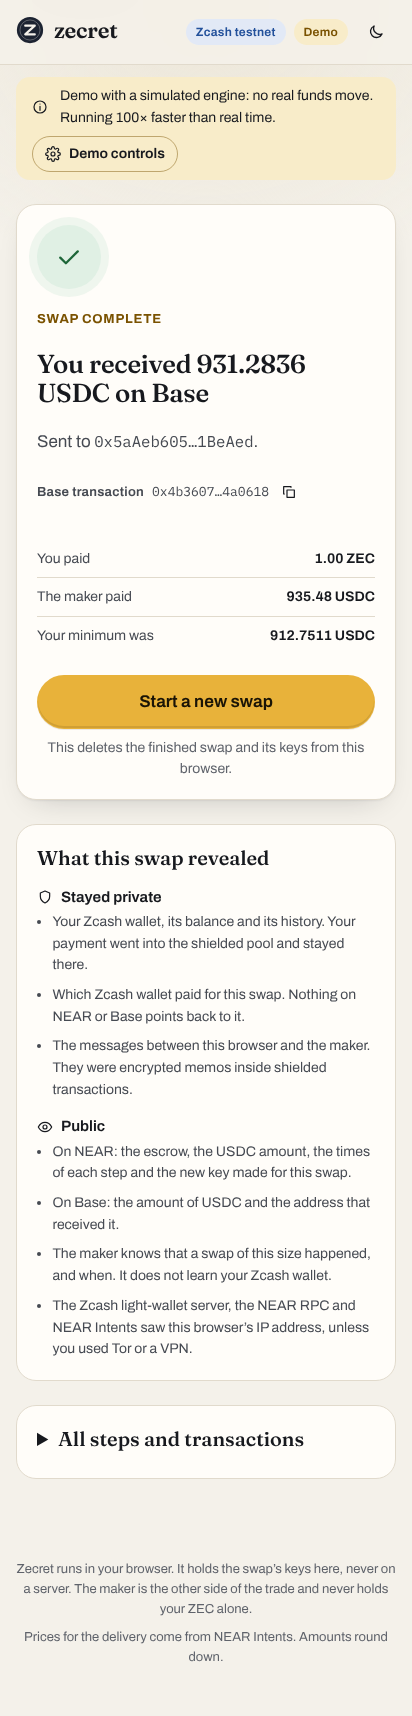 zecret
Zcash testnet
Demo
Demo with a simulated engine: no real funds move.
Running 100× faster than real time.
Demo controls
SWAP COMPLETE
You received 931.2836
USDC on Base
Sent to 0x5aAeb605…1BeAed.
Base transaction 0x4b3607…4a0618
You paid 1.00 ZEC
The maker paid 935.48 USDC
Your minimum was 912.7511 USDC
Start a new swap
This deletes the finished swap and its keys from this
browser.
What this swap revealed
Stayed private
• Your Zcash wallet, its balance and its history. Your
payment went into the shielded pool and stayed
there.
• Which Zcash wallet paid for this swap. Nothing on
NEAR or Base points back to it.
• The messages between this browser and the maker.
They were encrypted memos inside shielded
transactions.
Public
• On NEAR: the escrow, the USDC amount, the times
of each step and the new key made for this swap.
• On Base: the amount of USDC and the address that
received it.
• The maker knows that a swap of this size happened,
and when. It does not learn your Zcash wallet.
• The Zcash light-wallet server, the NEAR RPC and
NEAR Intents saw this browser’s IP address, unless
you used Tor or a VPN.
All steps and transactions
Zecret runs in your browser. It holds the swap’s keys here, never on
a server. The maker is the other side of the trade and never holds
your ZEC alone.
Prices for the delivery come from NEAR Intents. Amounts round
down.